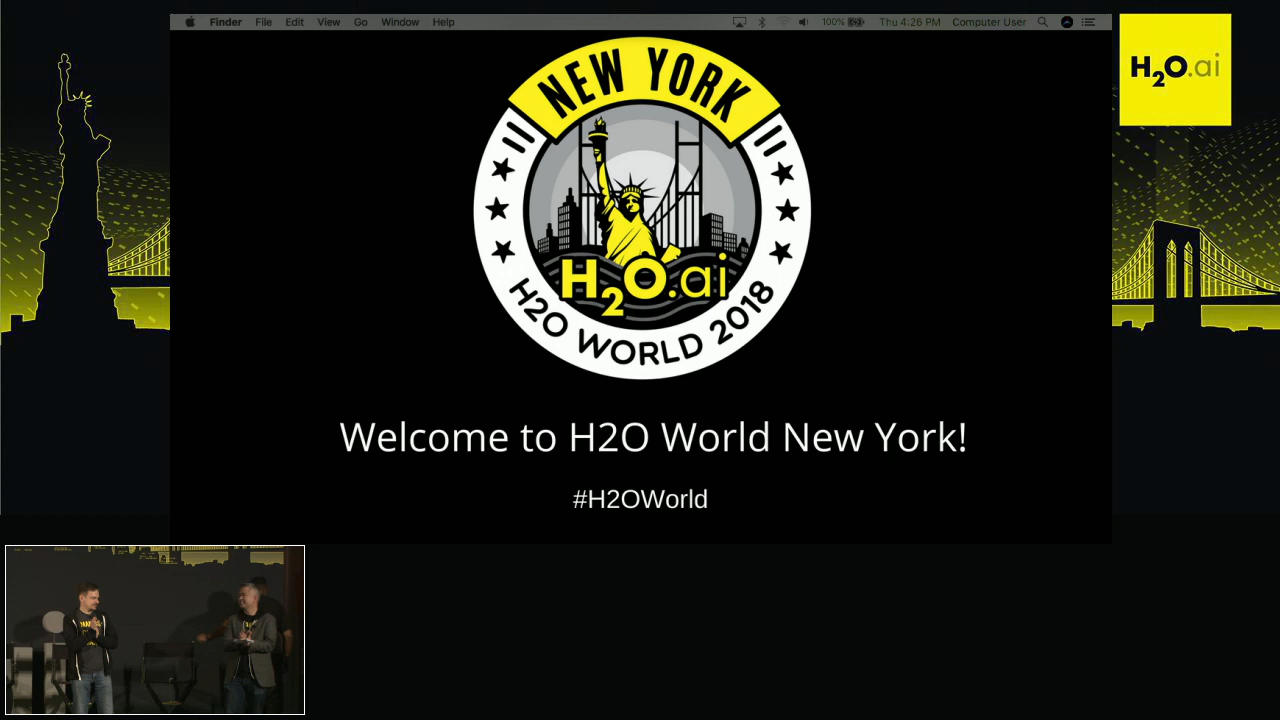 Finder File Edit View Go Window Help 100% Thu 4:26 PM Computer User
H2O.ai
NEW YORK
H2O.ai
H2O WORLD 2018
Welcome to H2O World New York!
#H2OWorld